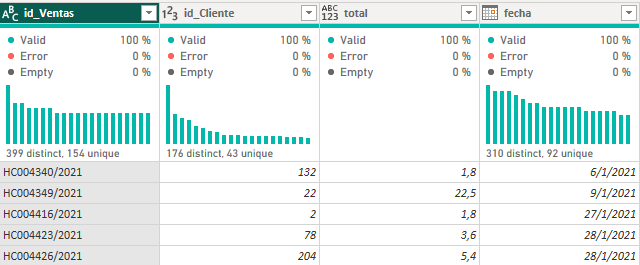 ABC id_Ventas 123 id_Cliente ABC 123 total fecha
Valid 100 % Valid 100 % Valid 100 % Valid 100 %
Error 0 % Error 0 % Error 0 % Error 0 %
Empty 0 % Empty 0 % Empty 0 % Empty 0 %
399 distinct, 154 unique 176 distinct, 43 unique 310 distinct, 92 unique
HC004340/2021 132 1,8 6/1/2021
HC004349/2021 22 22,5 9/1/2021
HC004416/2021 2 1,8 27/1/2021
HC004423/2021 78 3,6 28/1/2021
HC004426/2021 204 5,4 28/1/2021